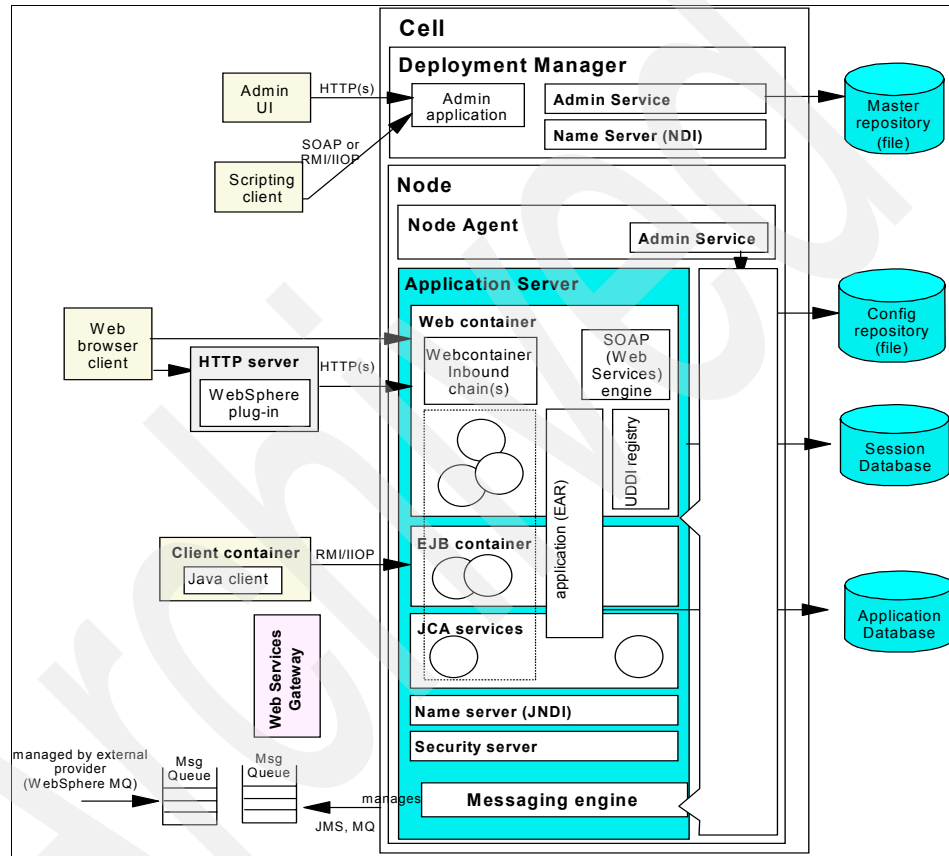 Cell
Deployment Manager
Admin
UI
HTTP(s)
Admin
application
Admin Service
Name Server (NDI)
Master
repository
(file)
SOAP or
RMI/IIOP
Scripting
client
Node
Node Agent
Admin Service
Application Server
Web container
Web
browser
client
HTTP server
WebSphere
plug-in
HTTP(s)
Webcontainer
Inbound
chain(s)
SOAP
(Web
Services)
engine
Config
repository
(file)
application (EAR)
UDDI registry
Session
Database
Client container
Java client
RMI/IIOP
EJB container
Application
Database
JCA services
Web Services
Gateway
Name server (JNDI)
Security server
managed by external
provider
(WebSphere MQ)
Msg
Queue
Msg
Queue
manages
JMS, MQ
Messaging engine
Archived